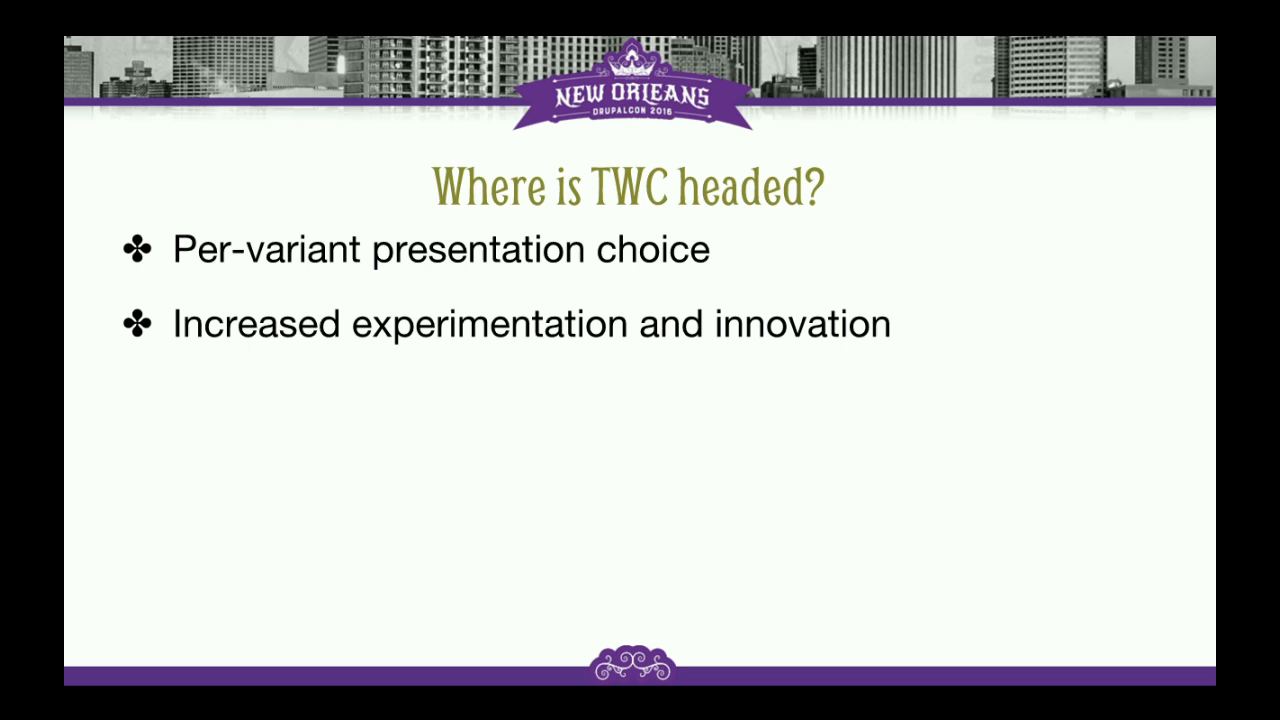 NEW ORLEANS
DRUPALCON 2016
Where is TWC headed?
✤ Per-variant presentation choice
✤ Increased experimentation and innovation